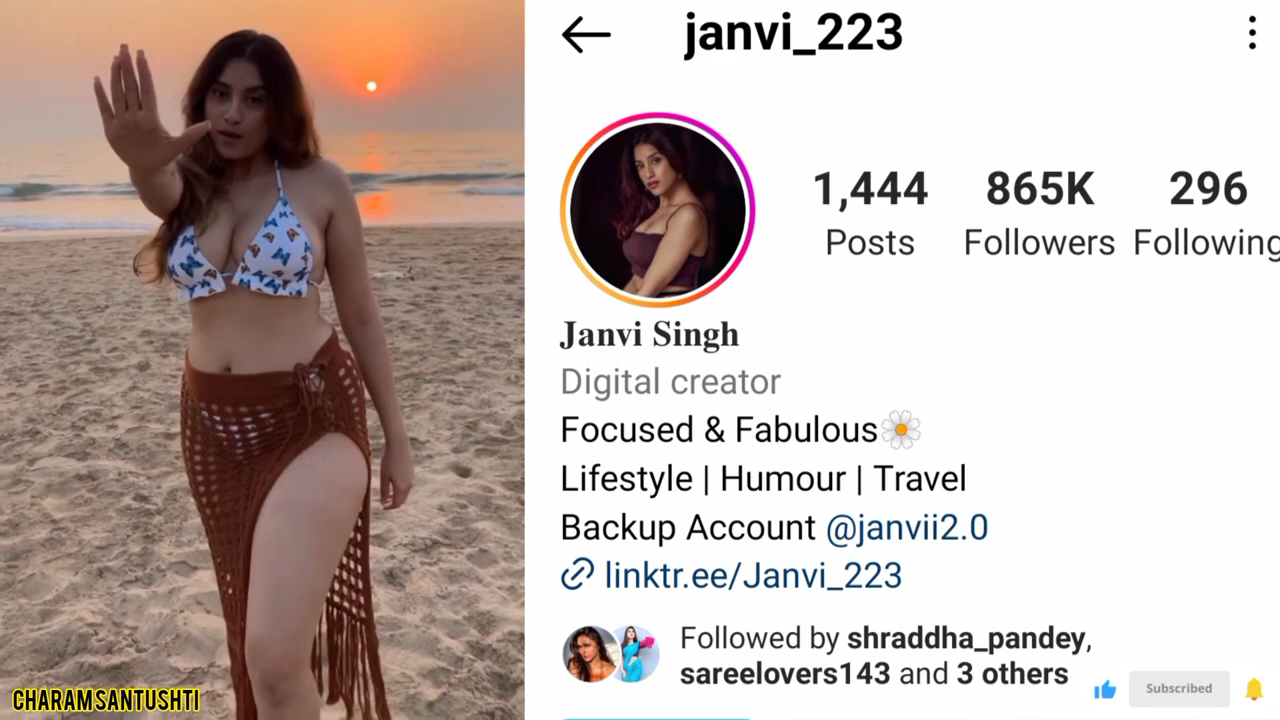 janvi_223
1,444 865K 296
Posts Followers Following
Janvi Singh
Digital creator
Focused & Fabulous🌼
Lifestyle | Humour | Travel
Backup Account @janvii2.0
linktr.ee/Janvi_223
Followed by shraddha_pandey,
sareelovers143 and 3 others
Subscribed
CHARAMSANTUSHTI